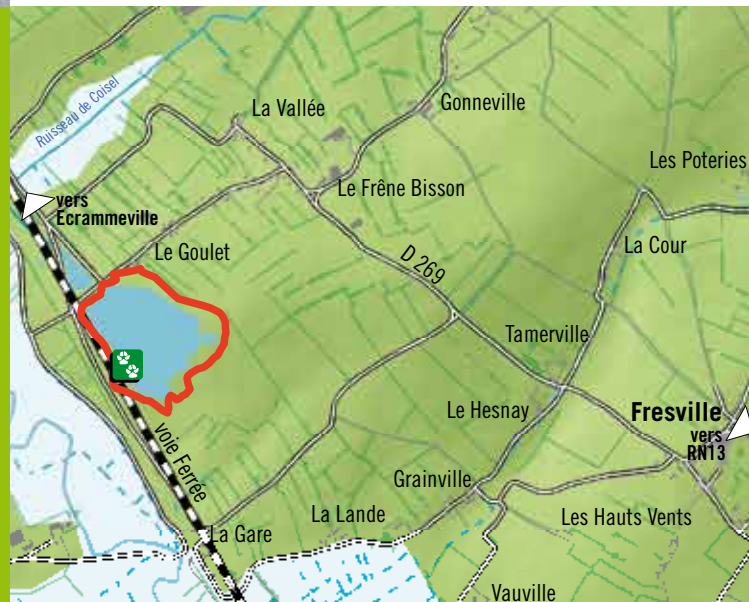 Ruisseau de Coisel
La Vallée
Gonneville
Les Poteries
Le Frêne Bisson
vers
Ecrammeville
Le Goulet
La Cour
D 269
Tamerville
Le Hesnay
Fresville
vers
RN13
voie Ferrée
Grainville
La Lande
Les Hauts Vents
La Gare
Vauville